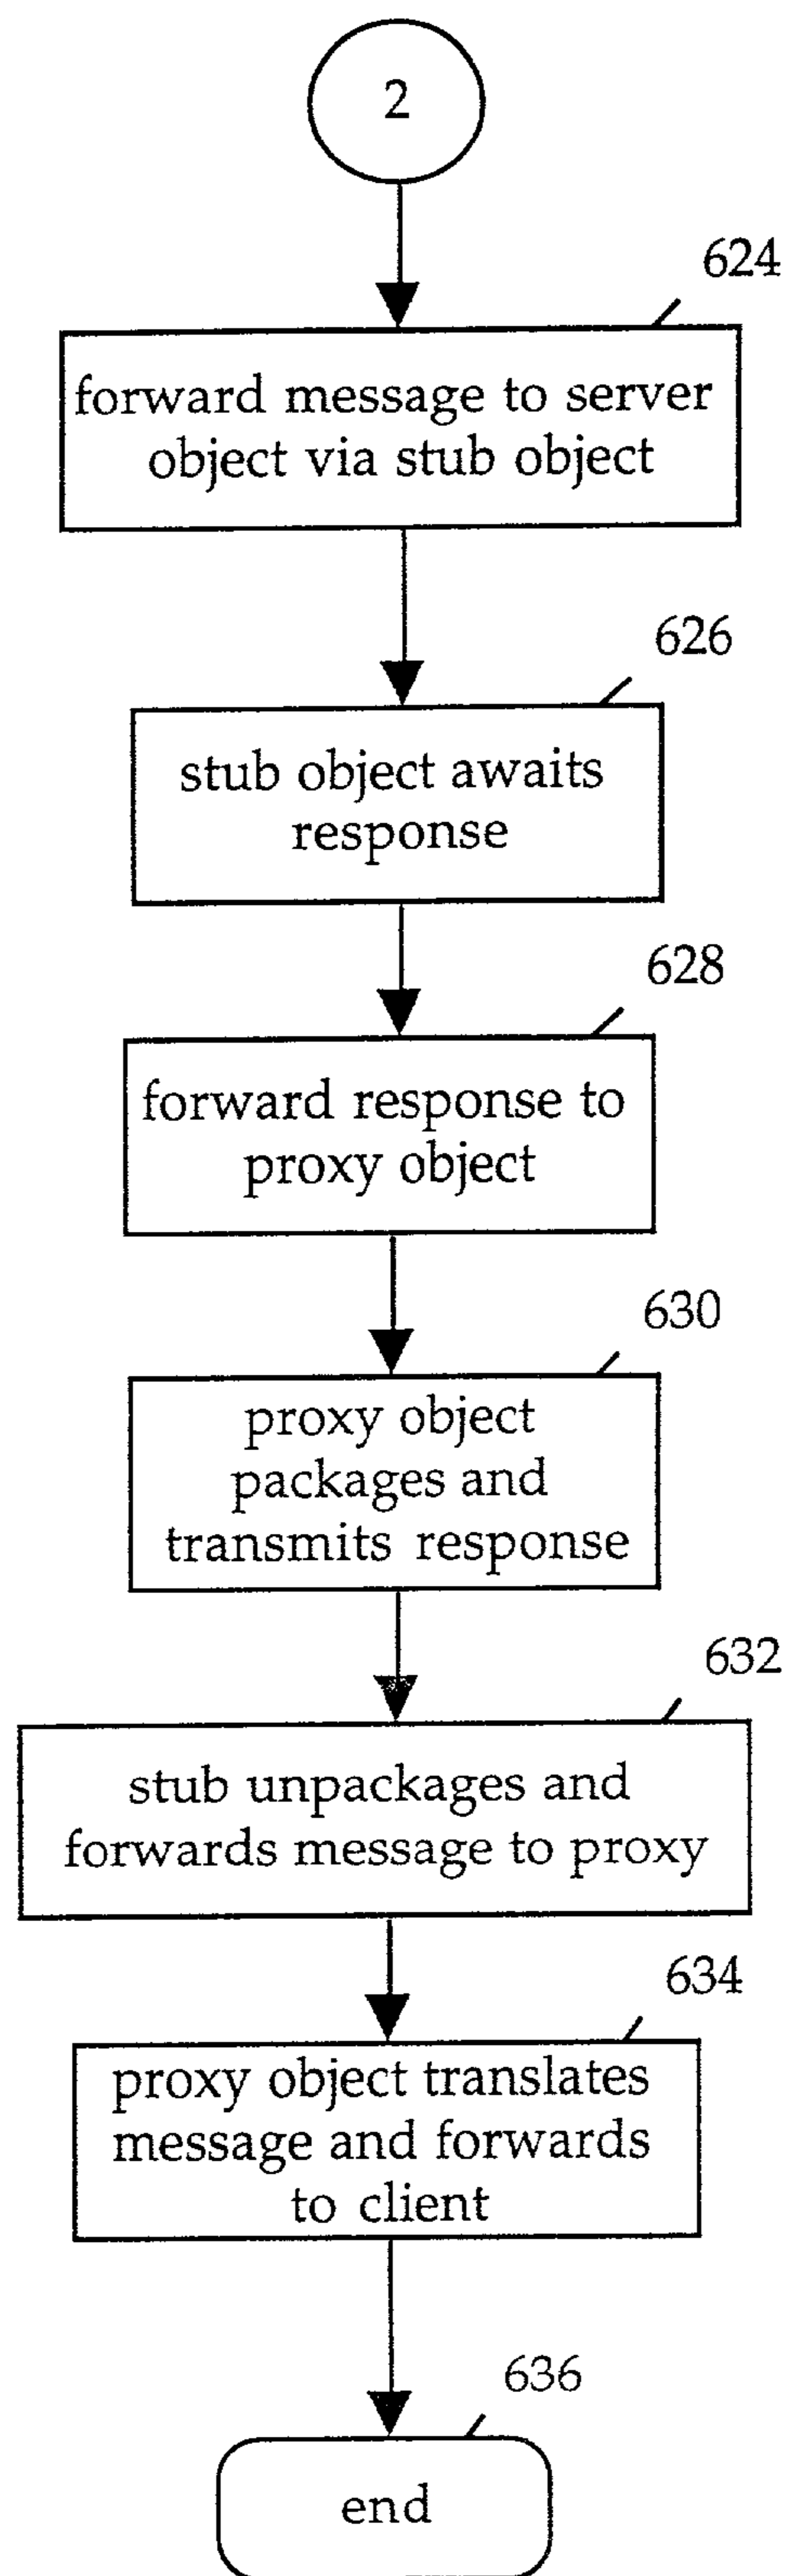 2
624
forward message to server
object via stub object
626
stub object awaits
response
628
forward response to
proxy object
630
proxy object
packages and
transmits response
632
stub unpackages and
forwards message to proxy
634
proxy object translates
message and forwards
to client
636
end